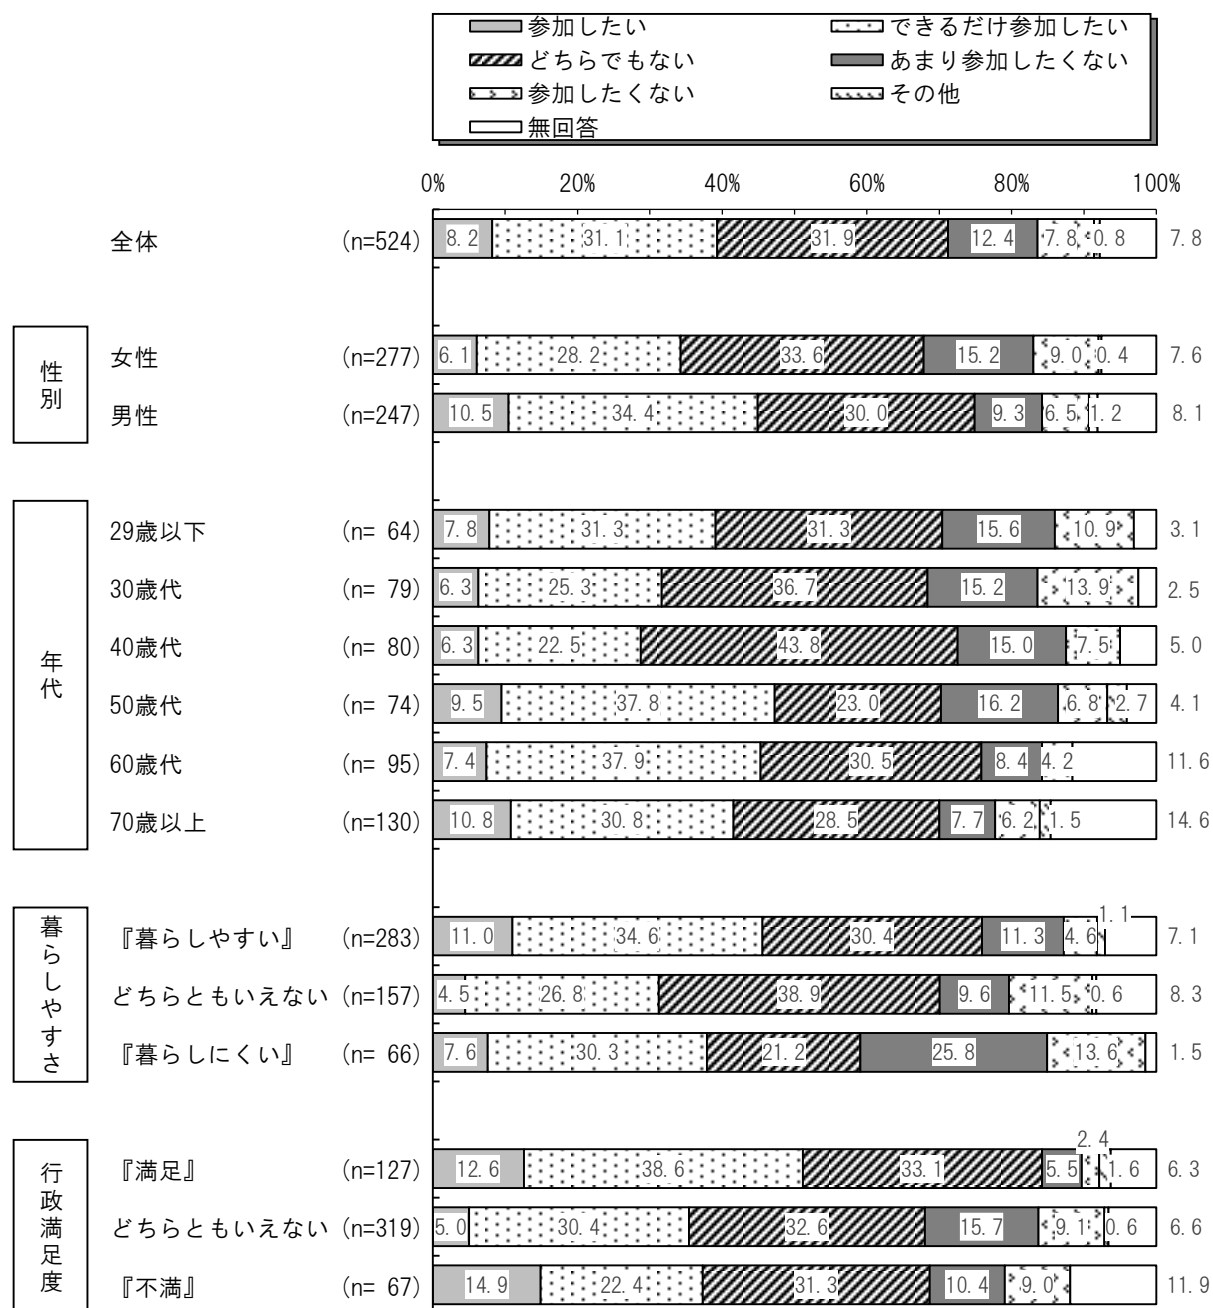 参加したい できるだけ参加したい
どちらでもない あまり参加したくない
参加したくない その他
無回答
0% 20% 40% 60% 80% 100%
全体 (n=524) 8.2 31.1 31.9 12.4 7.8 0.8 7.8
性別
女性 (n=277) 6.1 28.2 33.6 15.2 9.0 0.4 7.6
男性 (n=247) 10.5 34.4 30.0 9.3 6.5 1.2 8.1
年代
29歳以下 (n= 64) 7.8 31.3 31.3 15.6 10.9 3.1
30歳代 (n= 79) 6.3 25.3 36.7 15.2 13.9 2.5
40歳代 (n= 80) 6.3 22.5 43.8 15.0 7.5 5.0
50歳代 (n= 74) 9.5 37.8 23.0 16.2 6.8 2.7 4.1
60歳代 (n= 95) 7.4 37.9 30.5 8.4 4.2 11.6
70歳以上 (n=130) 10.8 30.8 28.5 7.7 6.2 1.5 14.6
暮らしやすさ
『暮らしやすい』 (n=283) 11.0 34.6 30.4 11.3 4.6 1.1 7.1
どちらともいえない (n=157) 4.5 26.8 38.9 9.6 11.5 0.6 8.3
『暮らしにくい』 (n= 66) 7.6 30.3 21.2 25.8 13.6 1.5
行政満足度
『満足』 (n=127) 12.6 38.6 33.1 5.5 2.4 1.6 6.3
どちらともいえない (n=319) 5.0 30.4 32.6 15.7 9.1 0.6 6.6
『不満』 (n= 67) 14.9 22.4 31.3 10.4 9.0 11.9